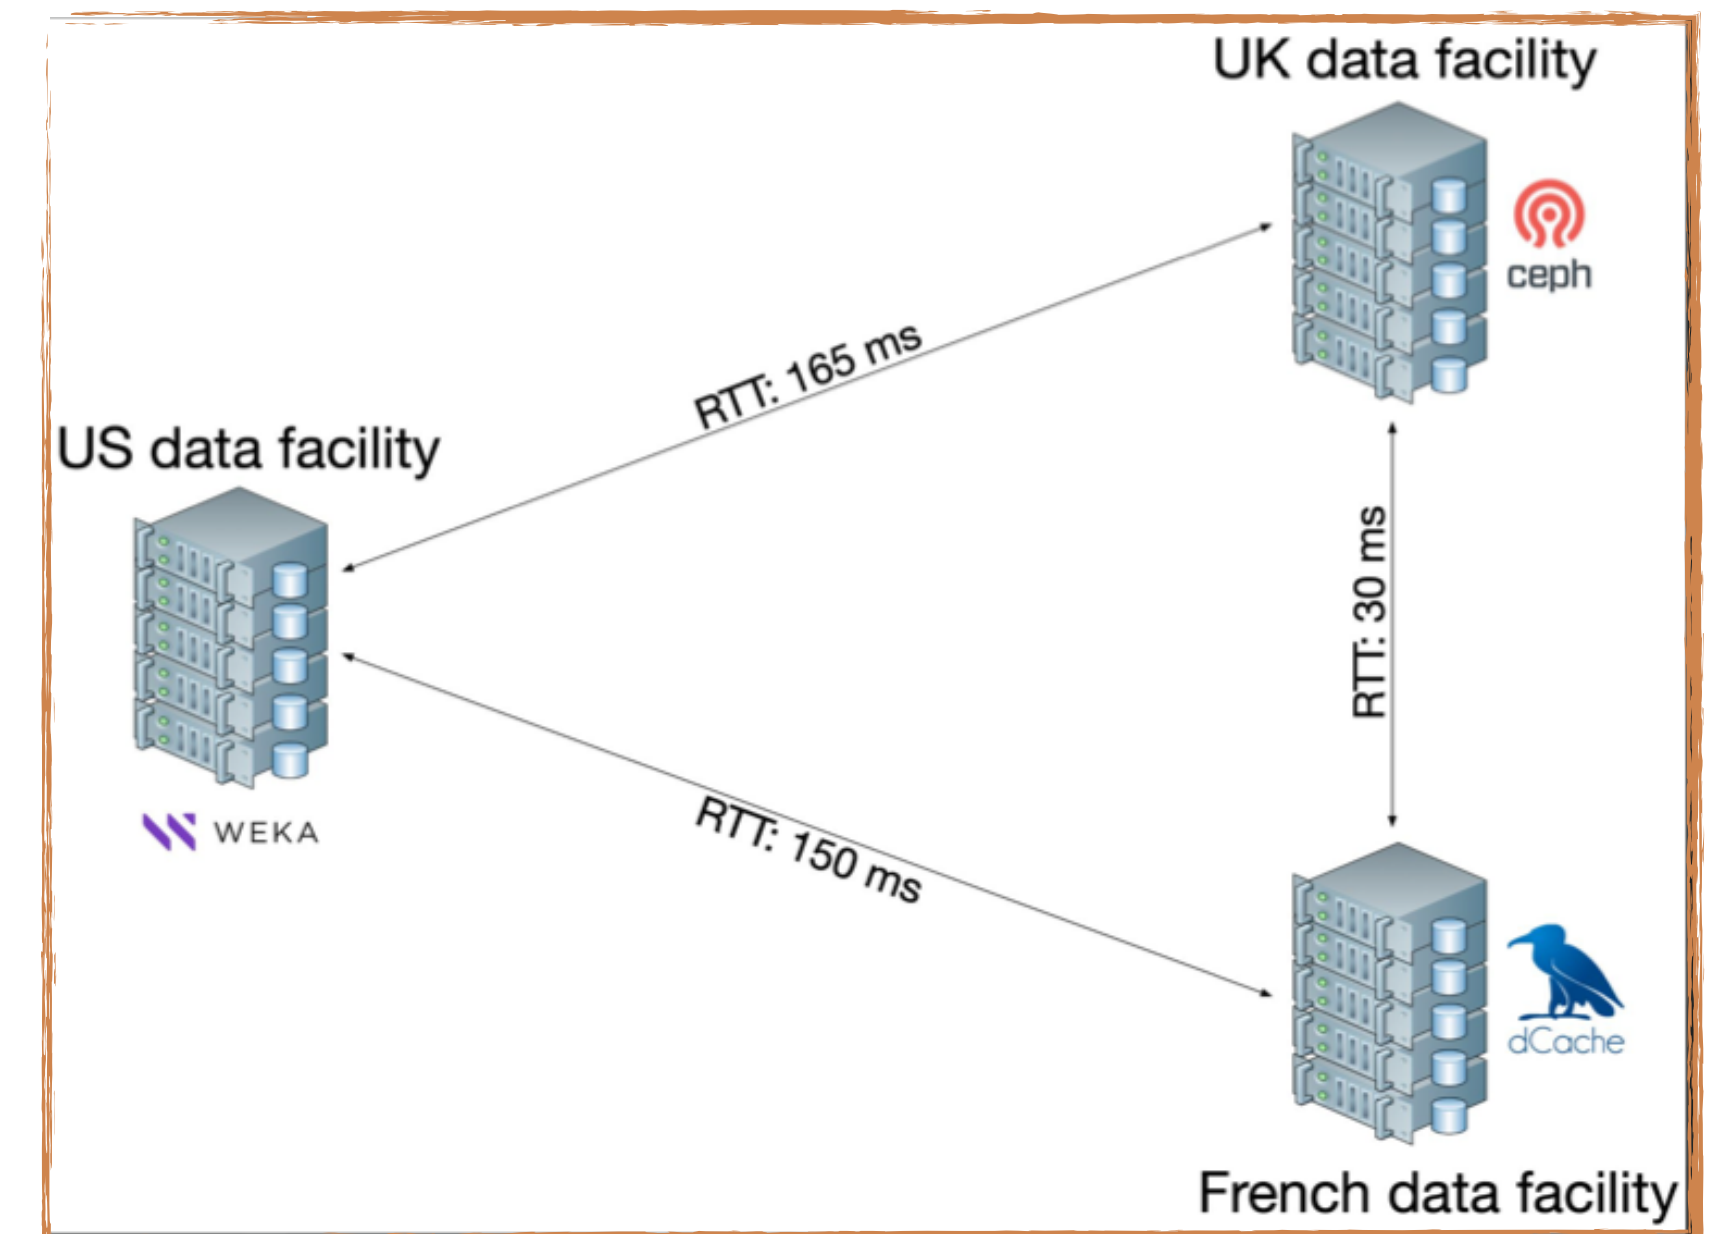 UK data facility
ceph
RTT: 165 ms
US data facility
RTT: 30 ms
WEKA
RTT: 150 ms
dCache
French data facility